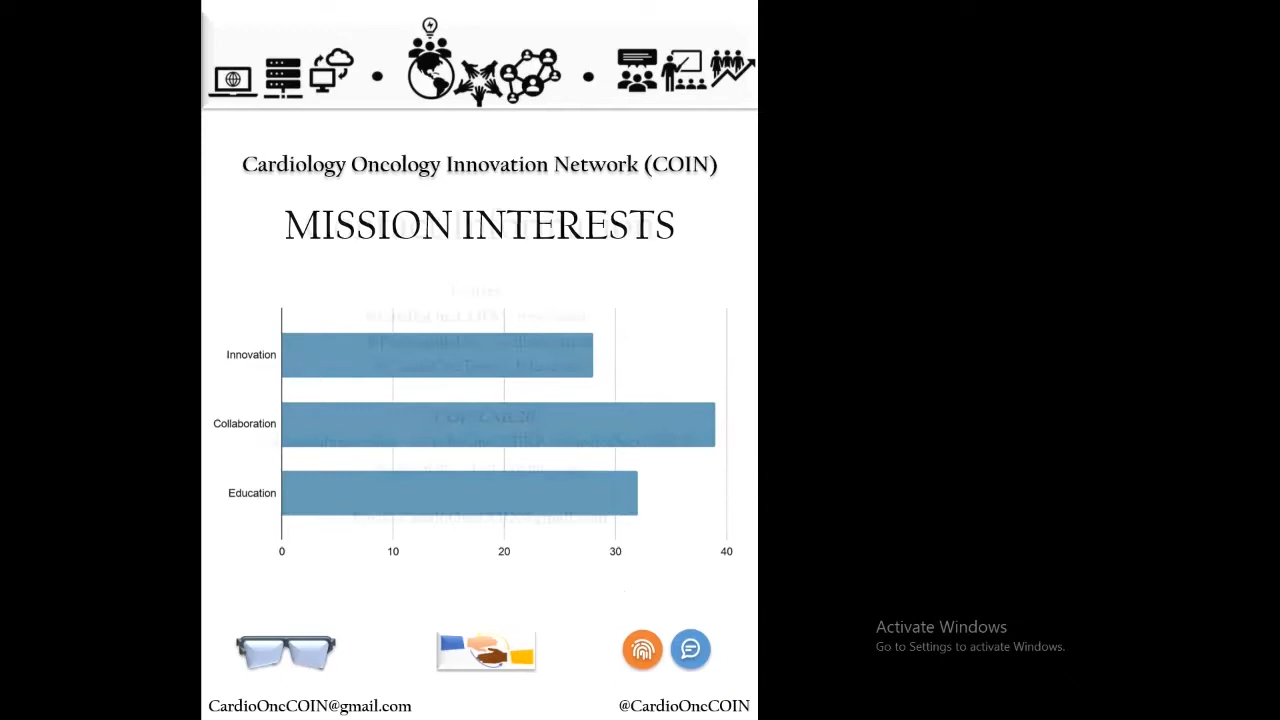 Cardiology Oncology Innovation Network (COIN)
MISSION INTERESTS
Innovation
Collaboration
Education
0 10 20 30 40
Activate Windows
Go to Settings to activate Windows.
CardioOncCOIN@gmail.com @CardioOncCOIN